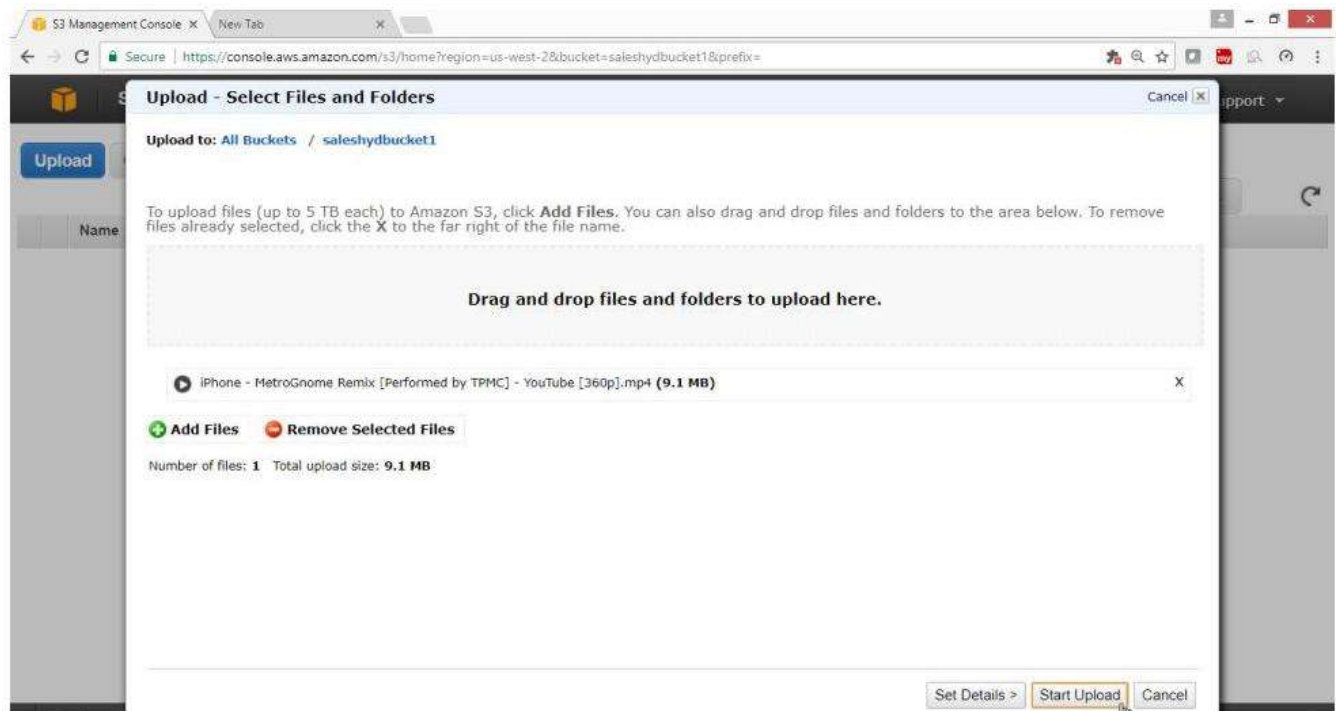 S3 Management Console
New Tab
Secure https://console.aws.amazon.com/s3/home?region=us-west-2&bucket=saleshydbucket1&prefix=
my
Upload - Select Files and Folders
Cancel X
upport
Upload to: All Buckets / saleshydbucket1
Upload
To upload files (up to 5 TB each) to Amazon S3, click Add Files. You can also drag and drop files and folders to the area below. To remove
files already selected, click the X to the far right of the file name.
Name
Drag and drop files and folders to upload here.
iPhone - MetroGnome Remix [Performed by TPMC] - YouTube [360p].mp4 (9.1 MB) X
Add Files Remove Selected Files
Number of files: 1 Total upload size: 9.1 MB
Set Details > Start Upload Cancel